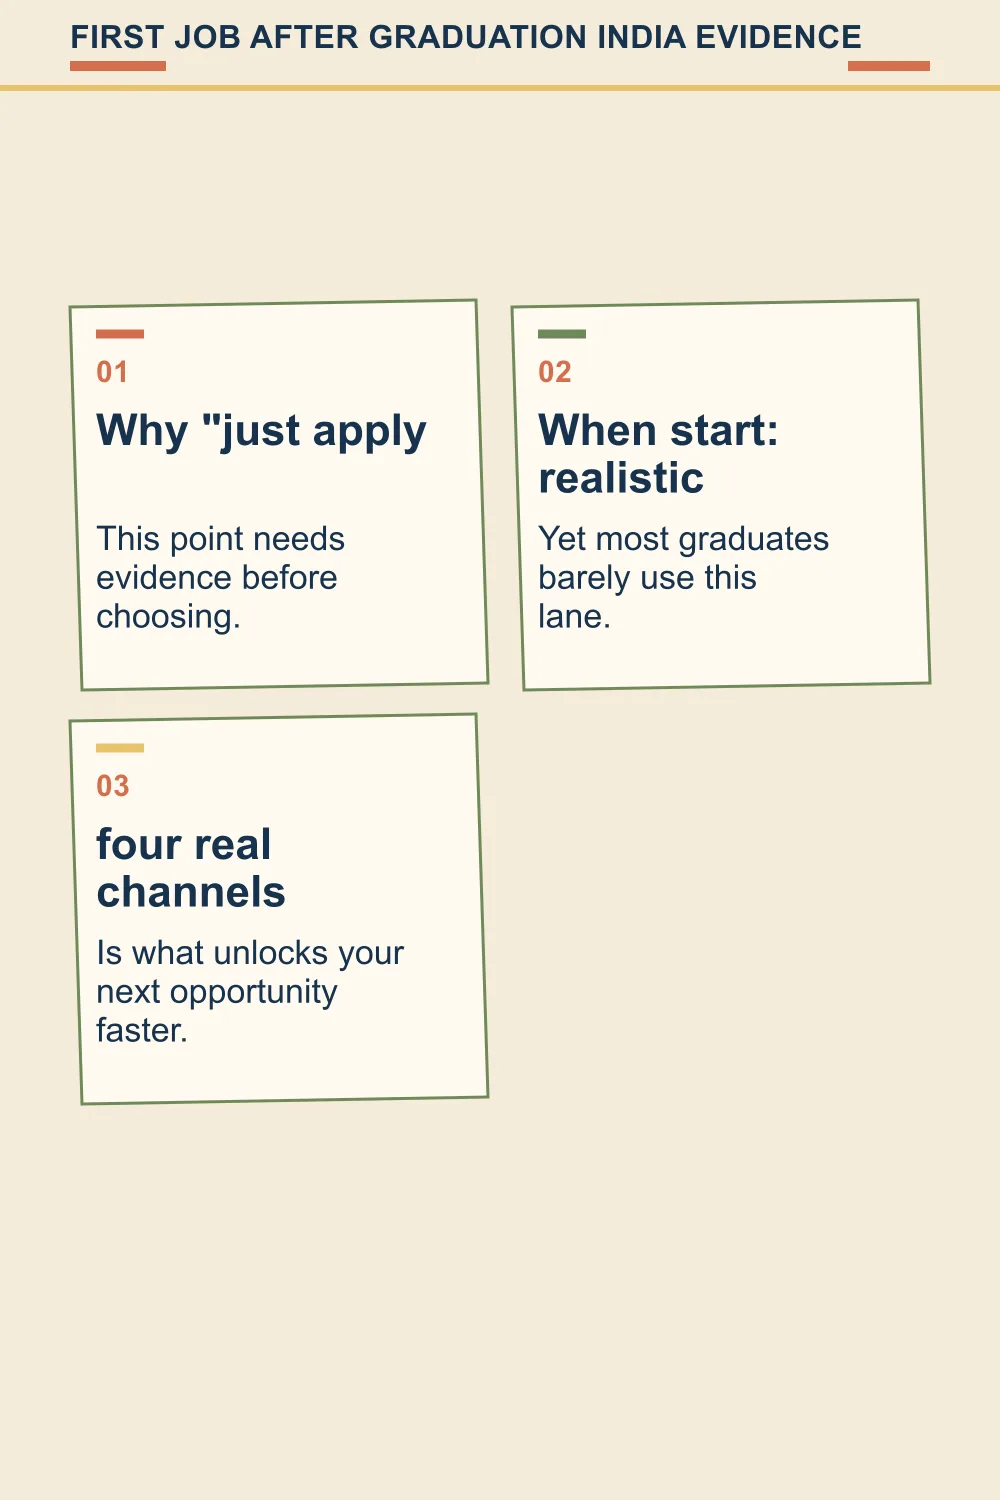 FIRST JOB AFTER GRADUATION INDIA EVIDENCE
01
Why "just apply
This point needs
evidence before
choosing.
02
When start:
realistic
Yet most graduates
barely use this
lane.
03
four real
channels
Is what unlocks your
next opportunity
faster.